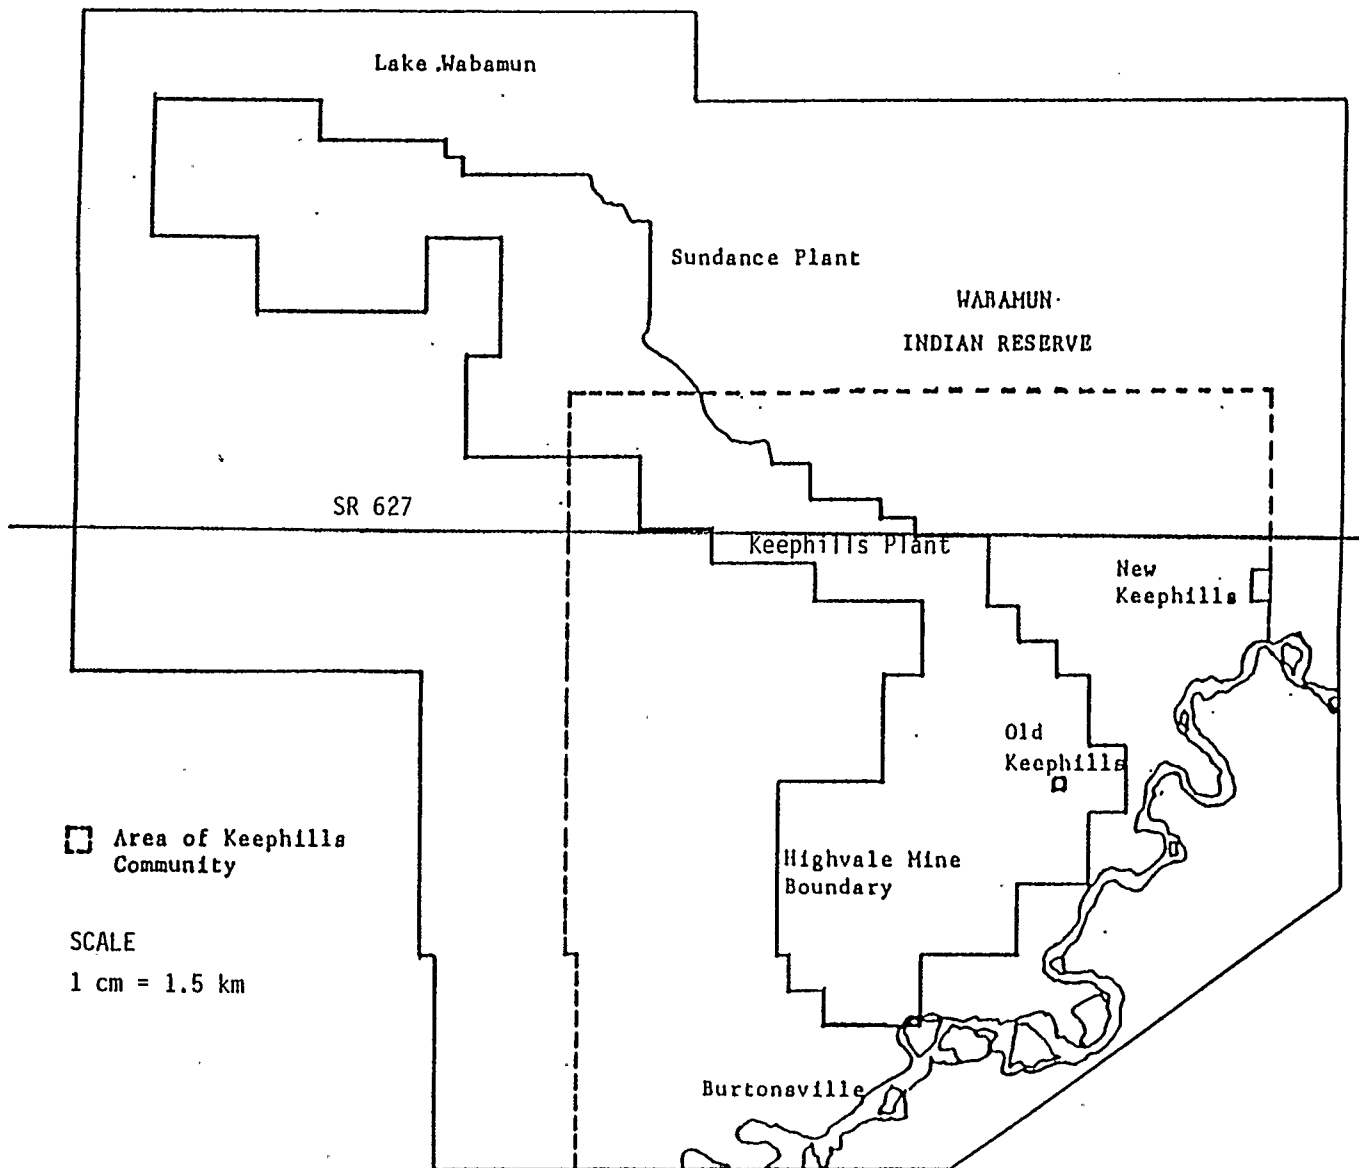 Lake Wabamun
Sundance Plant
WABAMUN
INDIAN RESERVE
SR 627
Keephills Plant
New
Keephills
Old
Keephills
Area of Keephills
Community
Highvale Mine
Boundary
SCALE
1 cm = 1.5 km
Burtonsville